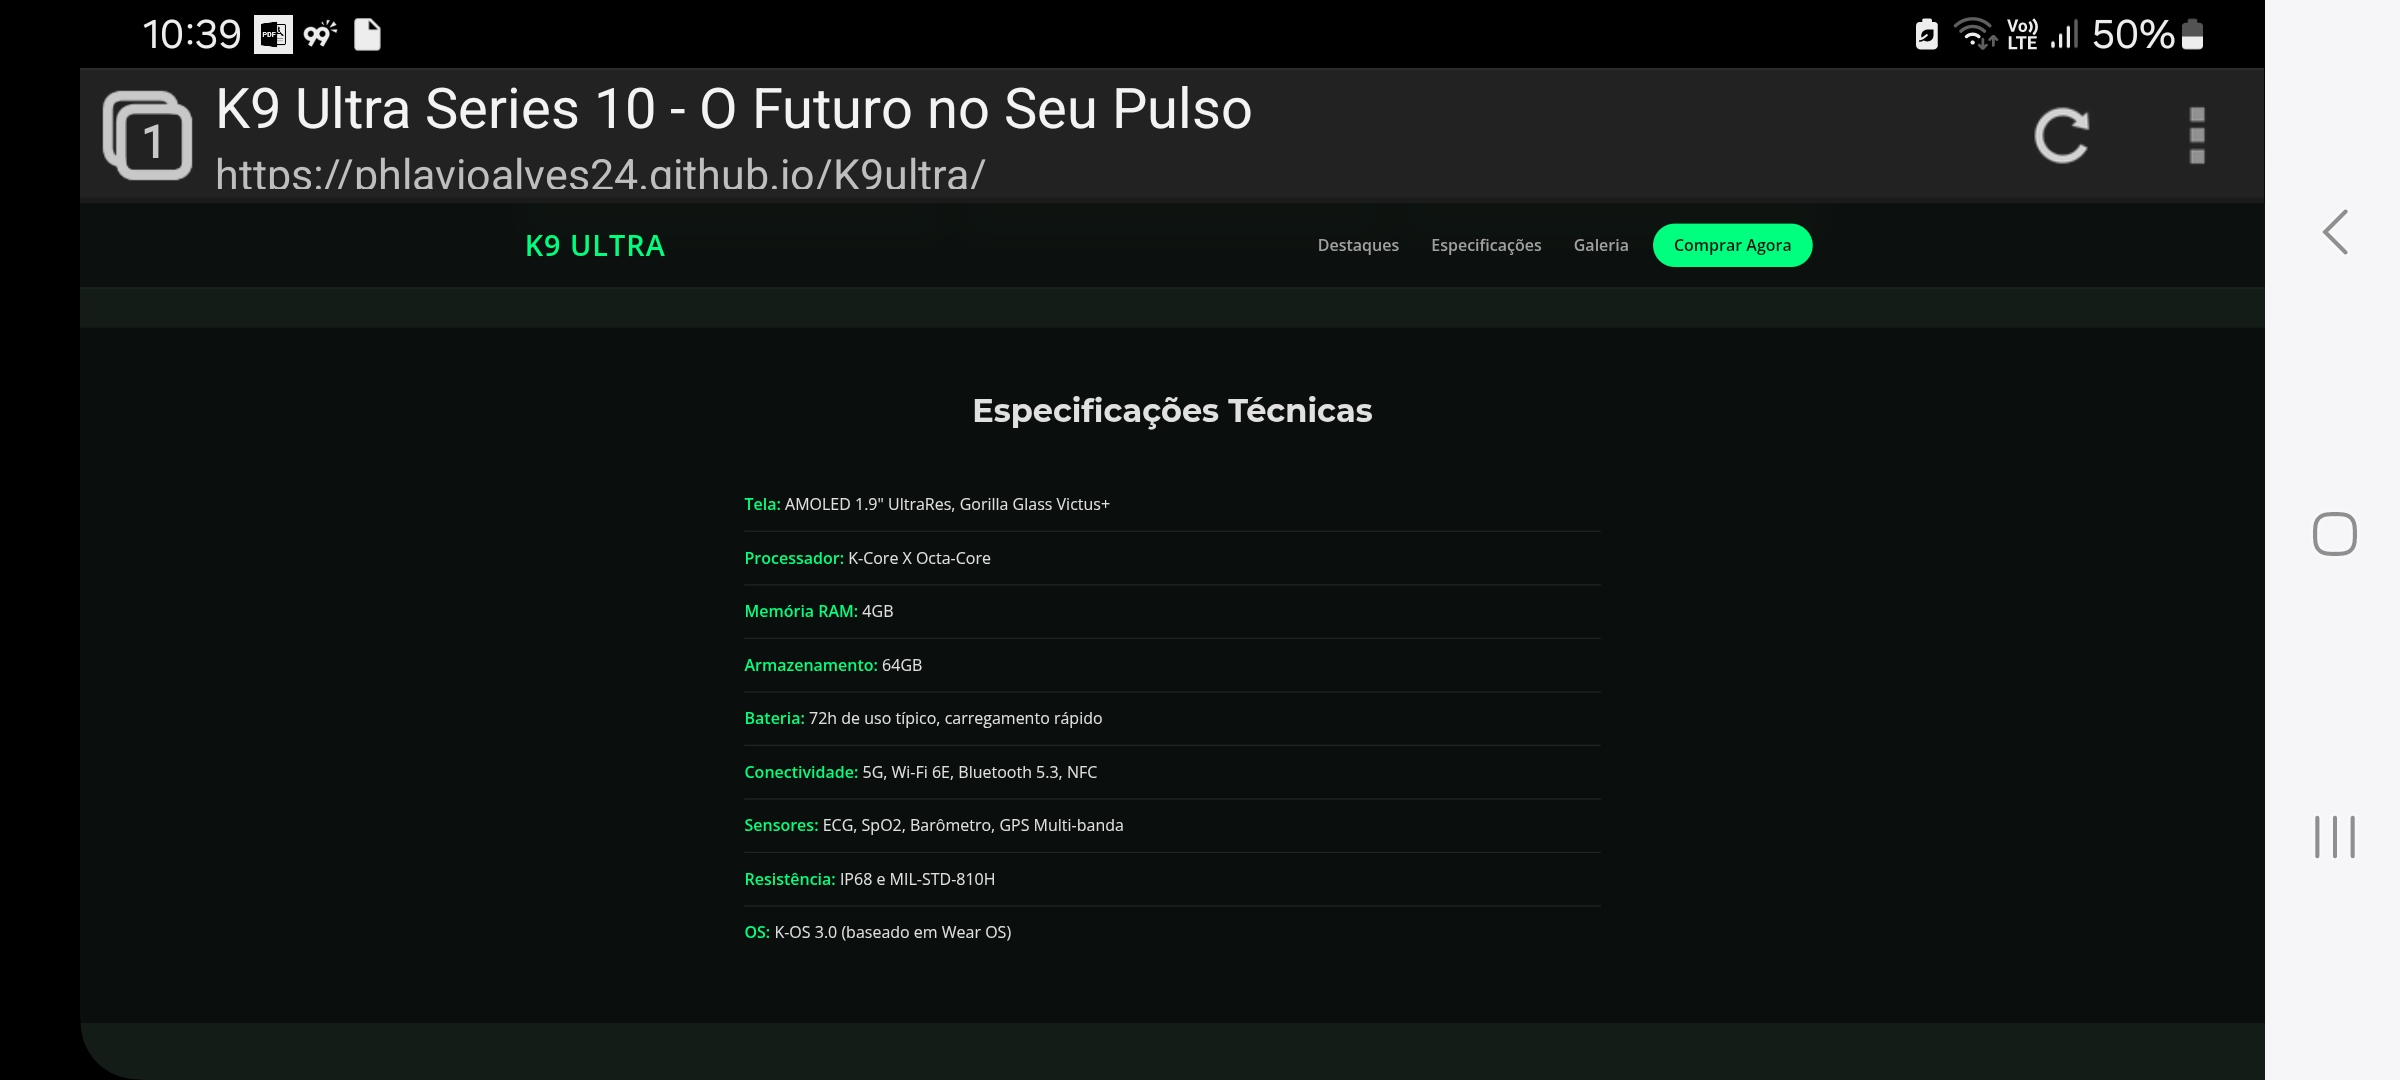 10:39
PDF
99
Vo))
LTE
50%
1
K9 Ultra Series 10 - O Futuro no Seu Pulso
https://phlavioalves24.github.io/K9ultra/
K9 ULTRA
Destaques
Especificações
Galeria
Comprar Agora
Especificações Técnicas
Tela: AMOLED 1.9" UltraRes, Gorilla Glass Victus+
Processador: K-Core X Octa-Core
Memória RAM: 4GB
Armazenamento: 64GB
Bateria: 72h de uso típico, carregamento rápido
Conectividade: 5G, Wi-Fi 6E, Bluetooth 5.3, NFC
Sensores: ECG, SpO2, Barômetro, GPS Multi-banda
Resistência: IP68 e MIL-STD-810H
OS: K-OS 3.0 (baseado em Wear OS)